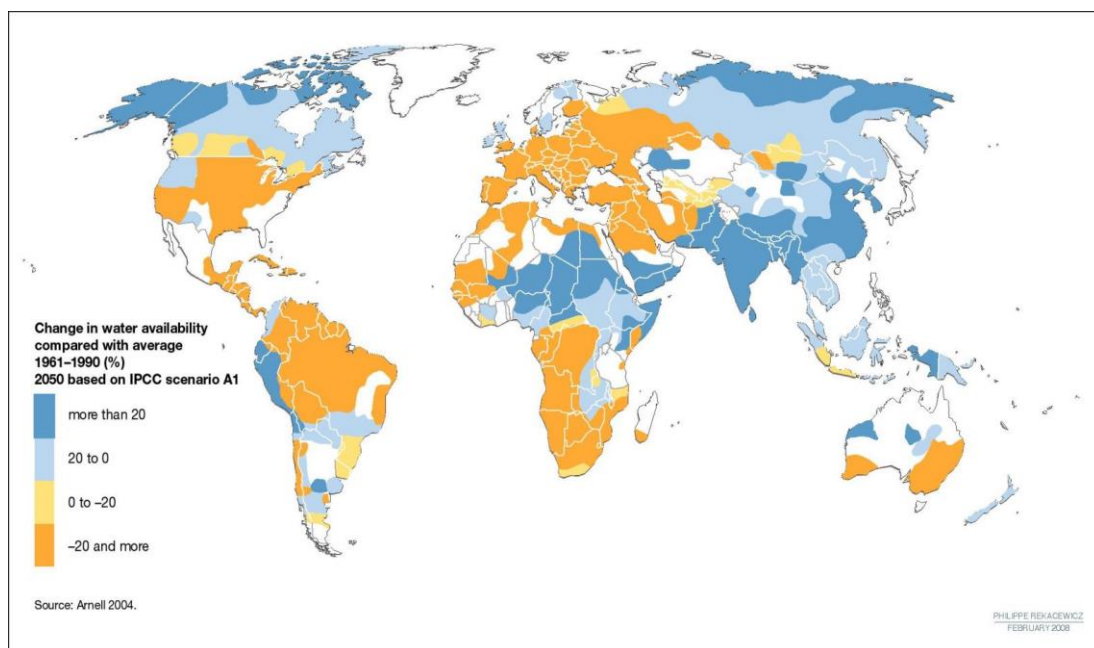 Change in water availability
compared with average
1961–1990 (%)
2050 based on IPCC scenario A1
more than 20
20 to 0
0 to –20
–20 and more
Source: Arnell 2004.
PHILIPPE REKACEWICZ
FEBRUARY 2008